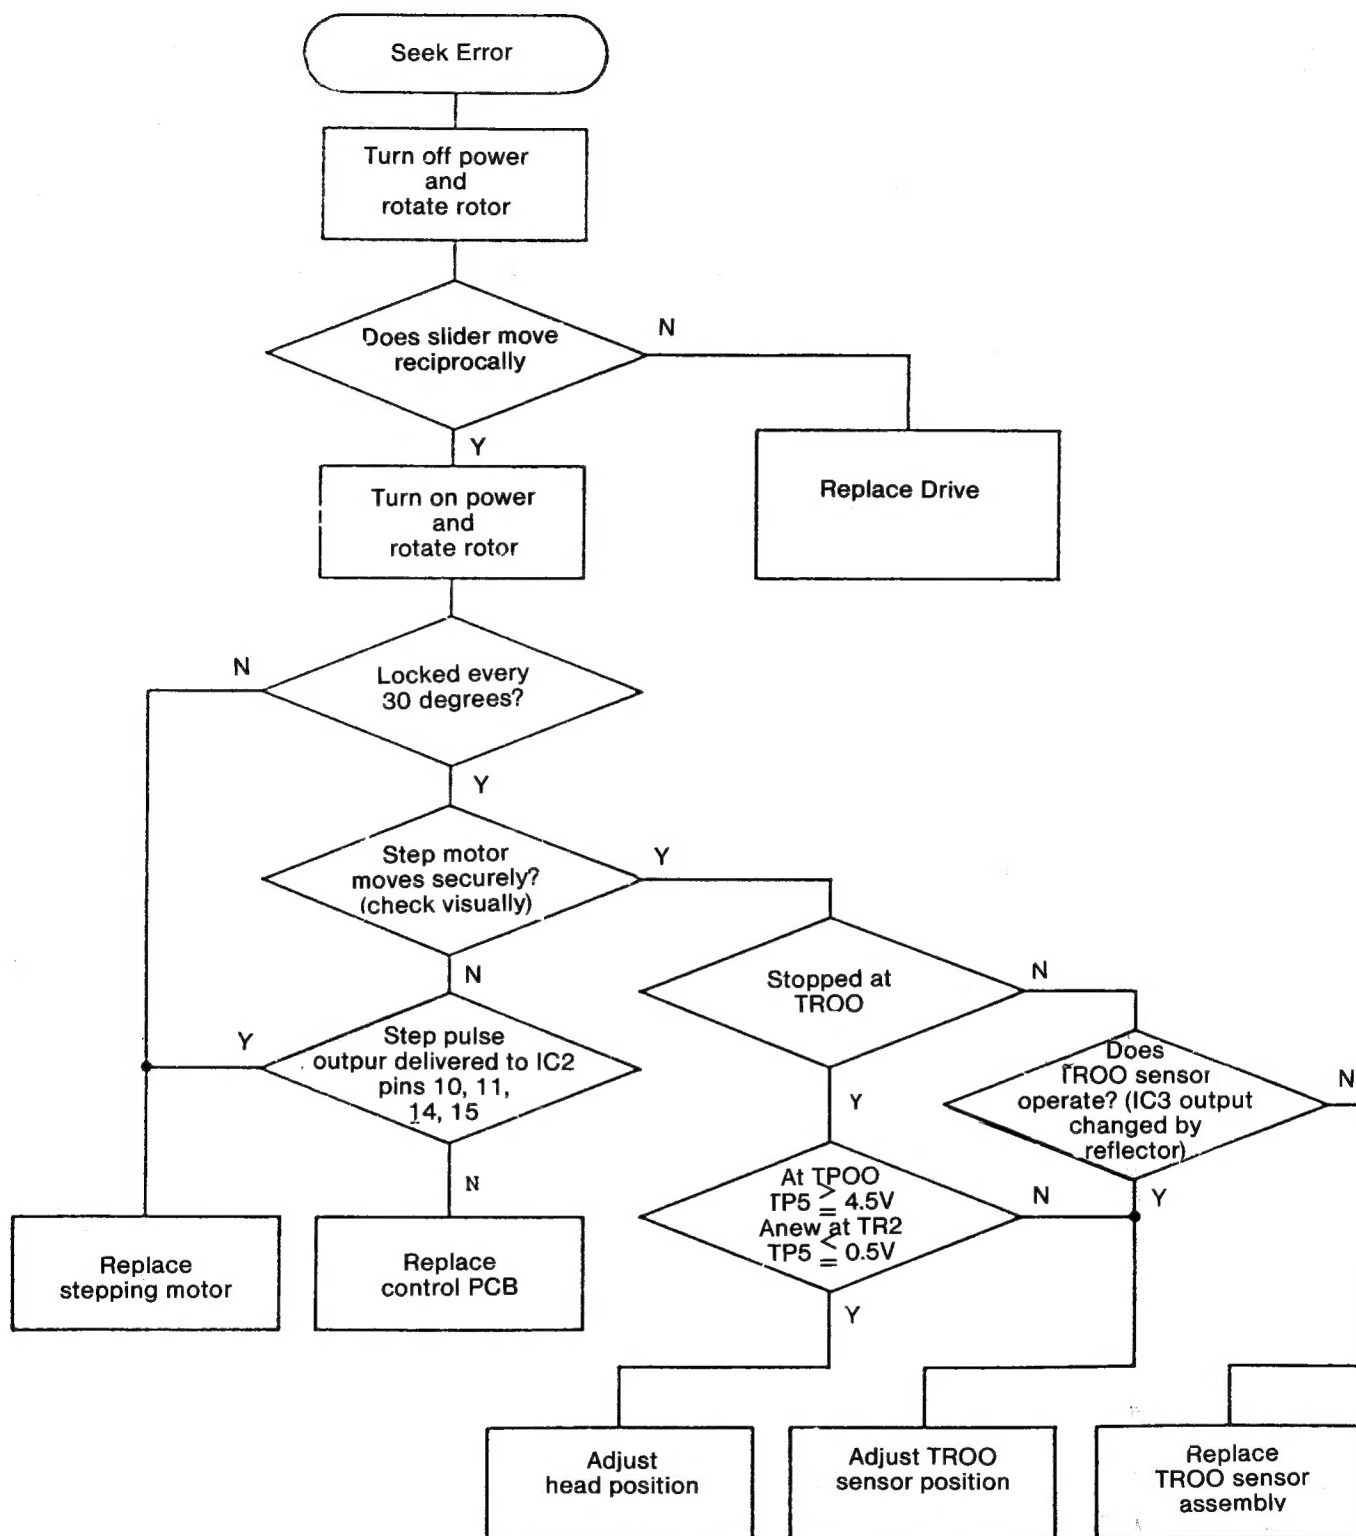 Seek Error
Turn off power
and
rotate rotor
Does slider move
reciprocally
N
Y
Replace Drive
Turn on power
and
rotate rotor
N
Locked every
30 degrees?
Y
Step motor
moves securely?
(check visually)
Y
N
Stopped at
TROO
N
Y
Step pulse
outpur delivered to IC2
pins 10, 11,
14, 15
Y
N
Does
TROO sensor
operate? (IC3 output
changed by
reflector)
N
Y
At TPOO
TP5 ≧ 4.5V
Anew at TR2
TP5 ≦ 0.5V
N
Y
Replace
stepping motor
Replace
control PCB
Adjust
head position
Adjust TROO
sensor position
Replace
TROO sensor
assembly